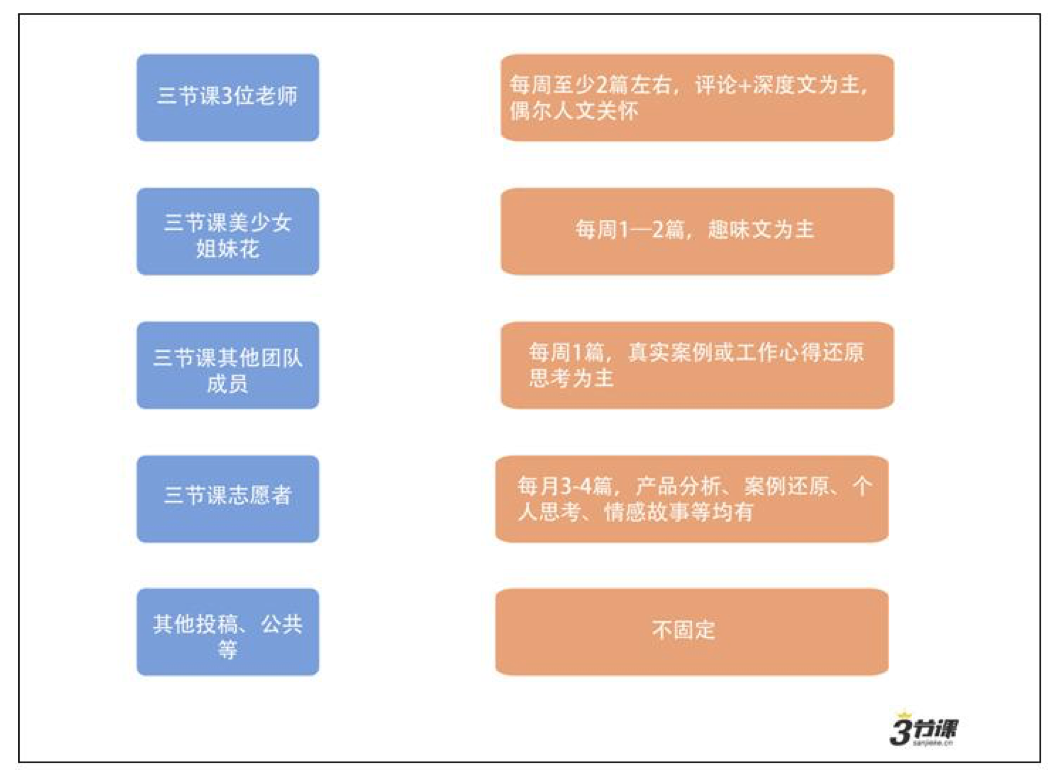 三节课3位老师
每周至少2篇左右，评论+深度文为主，
偶尔人文关怀
三节课美少女
姐妹花
每周1—2篇，趣味文为主
三节课其他团队
成员
每周1篇，真实案例或工作心得还原
思考为主
三节课志愿者
每月3-4篇，产品分析、案例还原、个
人思考、情感故事等均有
其他投稿、公共
等
不固定
3节课
sanjieke.cn